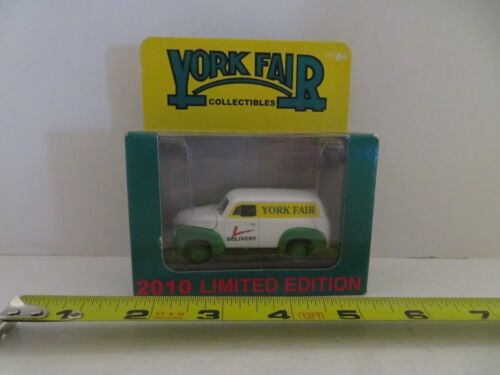 YORK FAIR
COLLECTIBLES
YORK FAIR
DELIVERY
2010 LIMITED EDITION
1 2 3 4 5 6 7